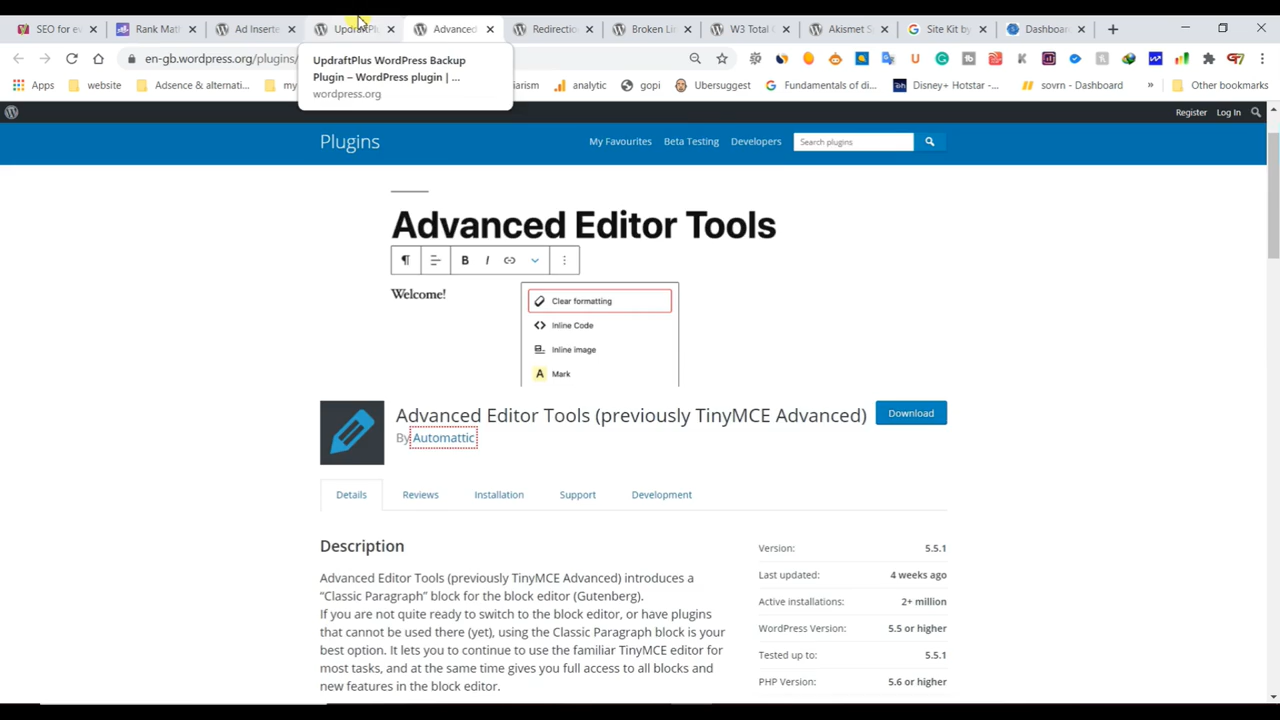 SEO for ev
Rank Math
Ad Inserte
UpdraftPlu
Advanced
Redirection
Broken Lin
W3 Total C
Akismet S
Site Kit by
Dashboard
en-gb.wordpress.org/plugins
Apps
website
Adsence & alternati...
my
arism
analytic
gopi
Ubersuggest
Fundamentals of di...
Disney+ Hotstar -...
sovrn - Dashboard
»
Other bookmarks
UpdraftPlus WordPress Backup
Plugin – WordPress plugin | ...
wordpress.org
Register
Log In
Plugins
My Favourites
Beta Testing
Developers
Search plugins
Advanced Editor Tools
B I
Welcome!
Clear formatting
Inline Code
Inline image
A Mark
Advanced Editor Tools (previously TinyMCE Advanced)
Download
By Automattic
Details
Reviews
Installation
Support
Development
Description
Advanced Editor Tools (previously TinyMCE Advanced) introduces a
“Classic Paragraph” block for the block editor (Gutenberg).
If you are not quite ready to switch to the block editor, or have plugins
that cannot be used there (yet), using the Classic Paragraph block is your
best option. It lets you to continue to use the familiar TinyMCE editor for
most tasks, and at the same time gives you full access to all blocks and
new features in the block editor.
Version: 5.5.1
Last updated: 4 weeks ago
Active installations: 2+ million
WordPress Version: 5.5 or higher
Tested up to: 5.5.1
PHP Version: 5.6 or higher